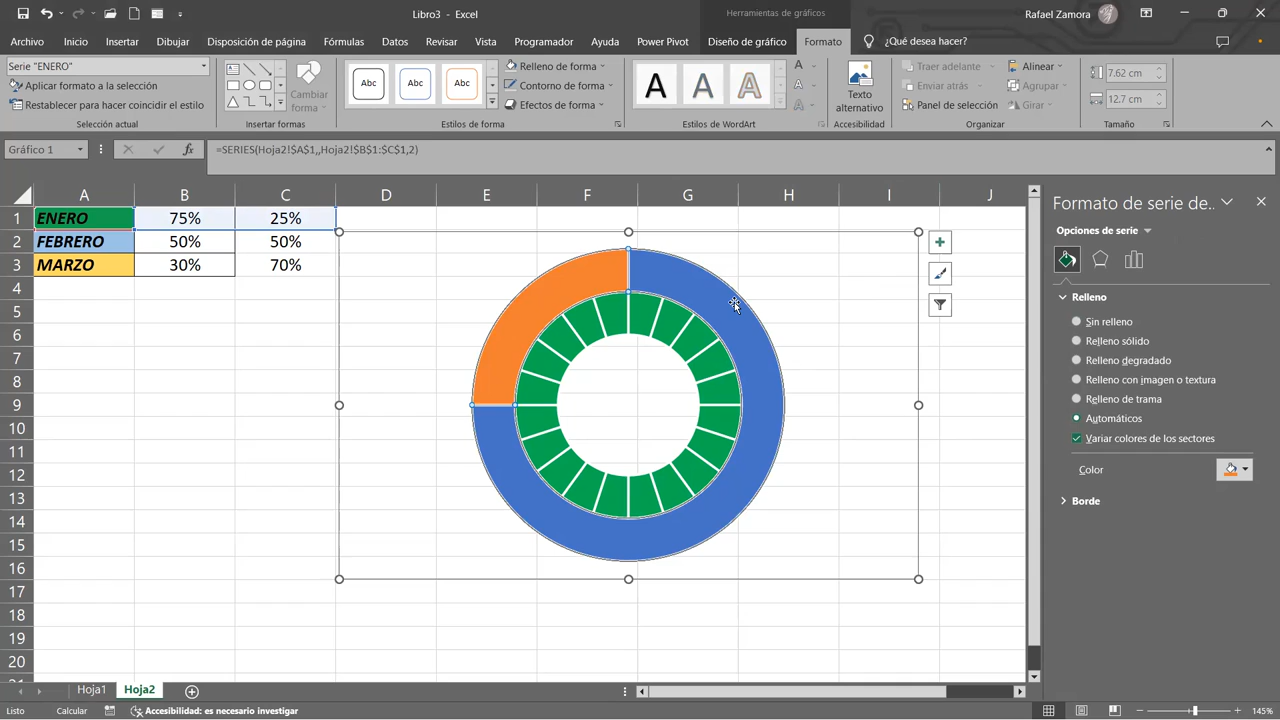 Libro3 - Excel
Herramientas de gráficos
Rafael Zamora
Archivo Inicio Insertar Dibujar Disposición de página Fórmulas Datos Revisar Vista Programador Ayuda Power Pivot Diseño de gráfico Formato ¿Qué desea hacer?
Serie "ENERO"
Aplicar formato a la selección
Restablecer para hacer coincidir el estilo
Selección actual
Cambiar forma
Insertar formas
Abc Abc Abc
Relleno de forma
Contorno de forma
Efectos de forma
Estilos de forma
A A A
Estilos de WordArt
Texto alternativo
Accesibilidad
Traer adelante
Enviar atrás
Panel de selección
Alinear
Agrupar
Girar
Organizar
7.62 cm
12.7 cm
Tamaño
Gráfico 1
fx
=SERIES(Hoja2!$A$1,,Hoja2!$B$1:$C$1,2)
A B C D E F G H I J
1 ENERO 75% 25%
2 FEBRERO 50% 50%
3 MARZO 30% 70%
4
5
6
7
8
9
10
11
12
13
14
15
16
17
18
19
20
Formato de serie de..
Opciones de serie
Relleno
Sin relleno
Relleno sólido
Relleno degradado
Relleno con imagen o textura
Relleno de trama
Automáticos
Variar colores de los sectores
Color
Borde
Hoja1 Hoja2
Listo Calcular Accesibilidad: es necesario investigar
145%